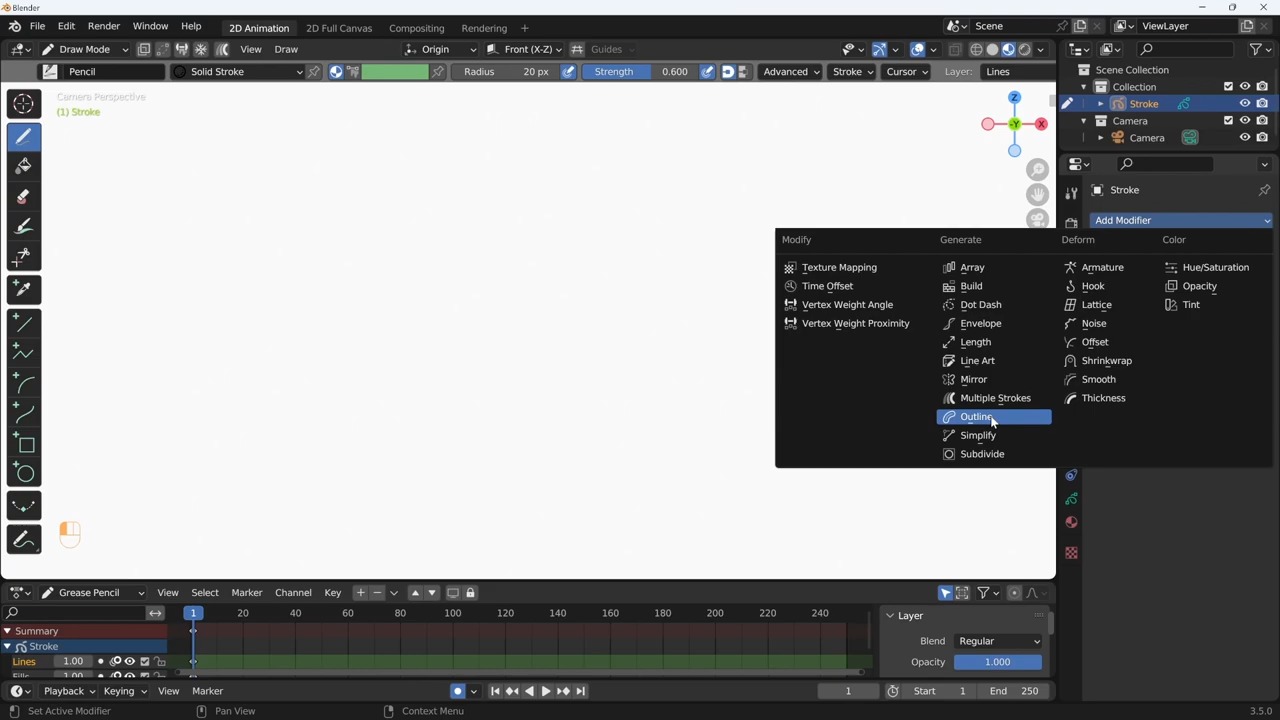 Blender
File Edit Render Window Help 2D Animation 2D Full Canvas Compositing Rendering + Scene ViewLayer
Draw Mode View Draw Origin Front (X-Z) Guides
Pencil Solid Stroke Radius 20 px Strength 0.600 Advanced Stroke Cursor Layer: Lines
Scene Collection
Collection
Stroke
Camera
Camera
Camera Perspective
(1) Stroke
Z
-Y
X
Stroke
Add Modifier
Modify Generate Deform Color
Texture Mapping Array Armature Hue/Saturation
Time Offset Build Hook Opacity
Vertex Weight Angle Dot Dash Lattice Tint
Vertex Weight Proximity Envelope Noise
Length Offset
Line Art Shrinkwrap
Mirror Smooth
Multiple Strokes Thickness
Outline
Simplify
Subdivide
Grease Pencil View Select Marker Channel Key
1 20 40 60 80 100 120 140 160 180 200 220 240
Summary
Stroke
Lines 1.00
Layer
Blend Regular
Opacity 1.000
Playback Keying View Marker 1 Start 1 End 250
Set Active Modifier Pan View Context Menu 3.5.0